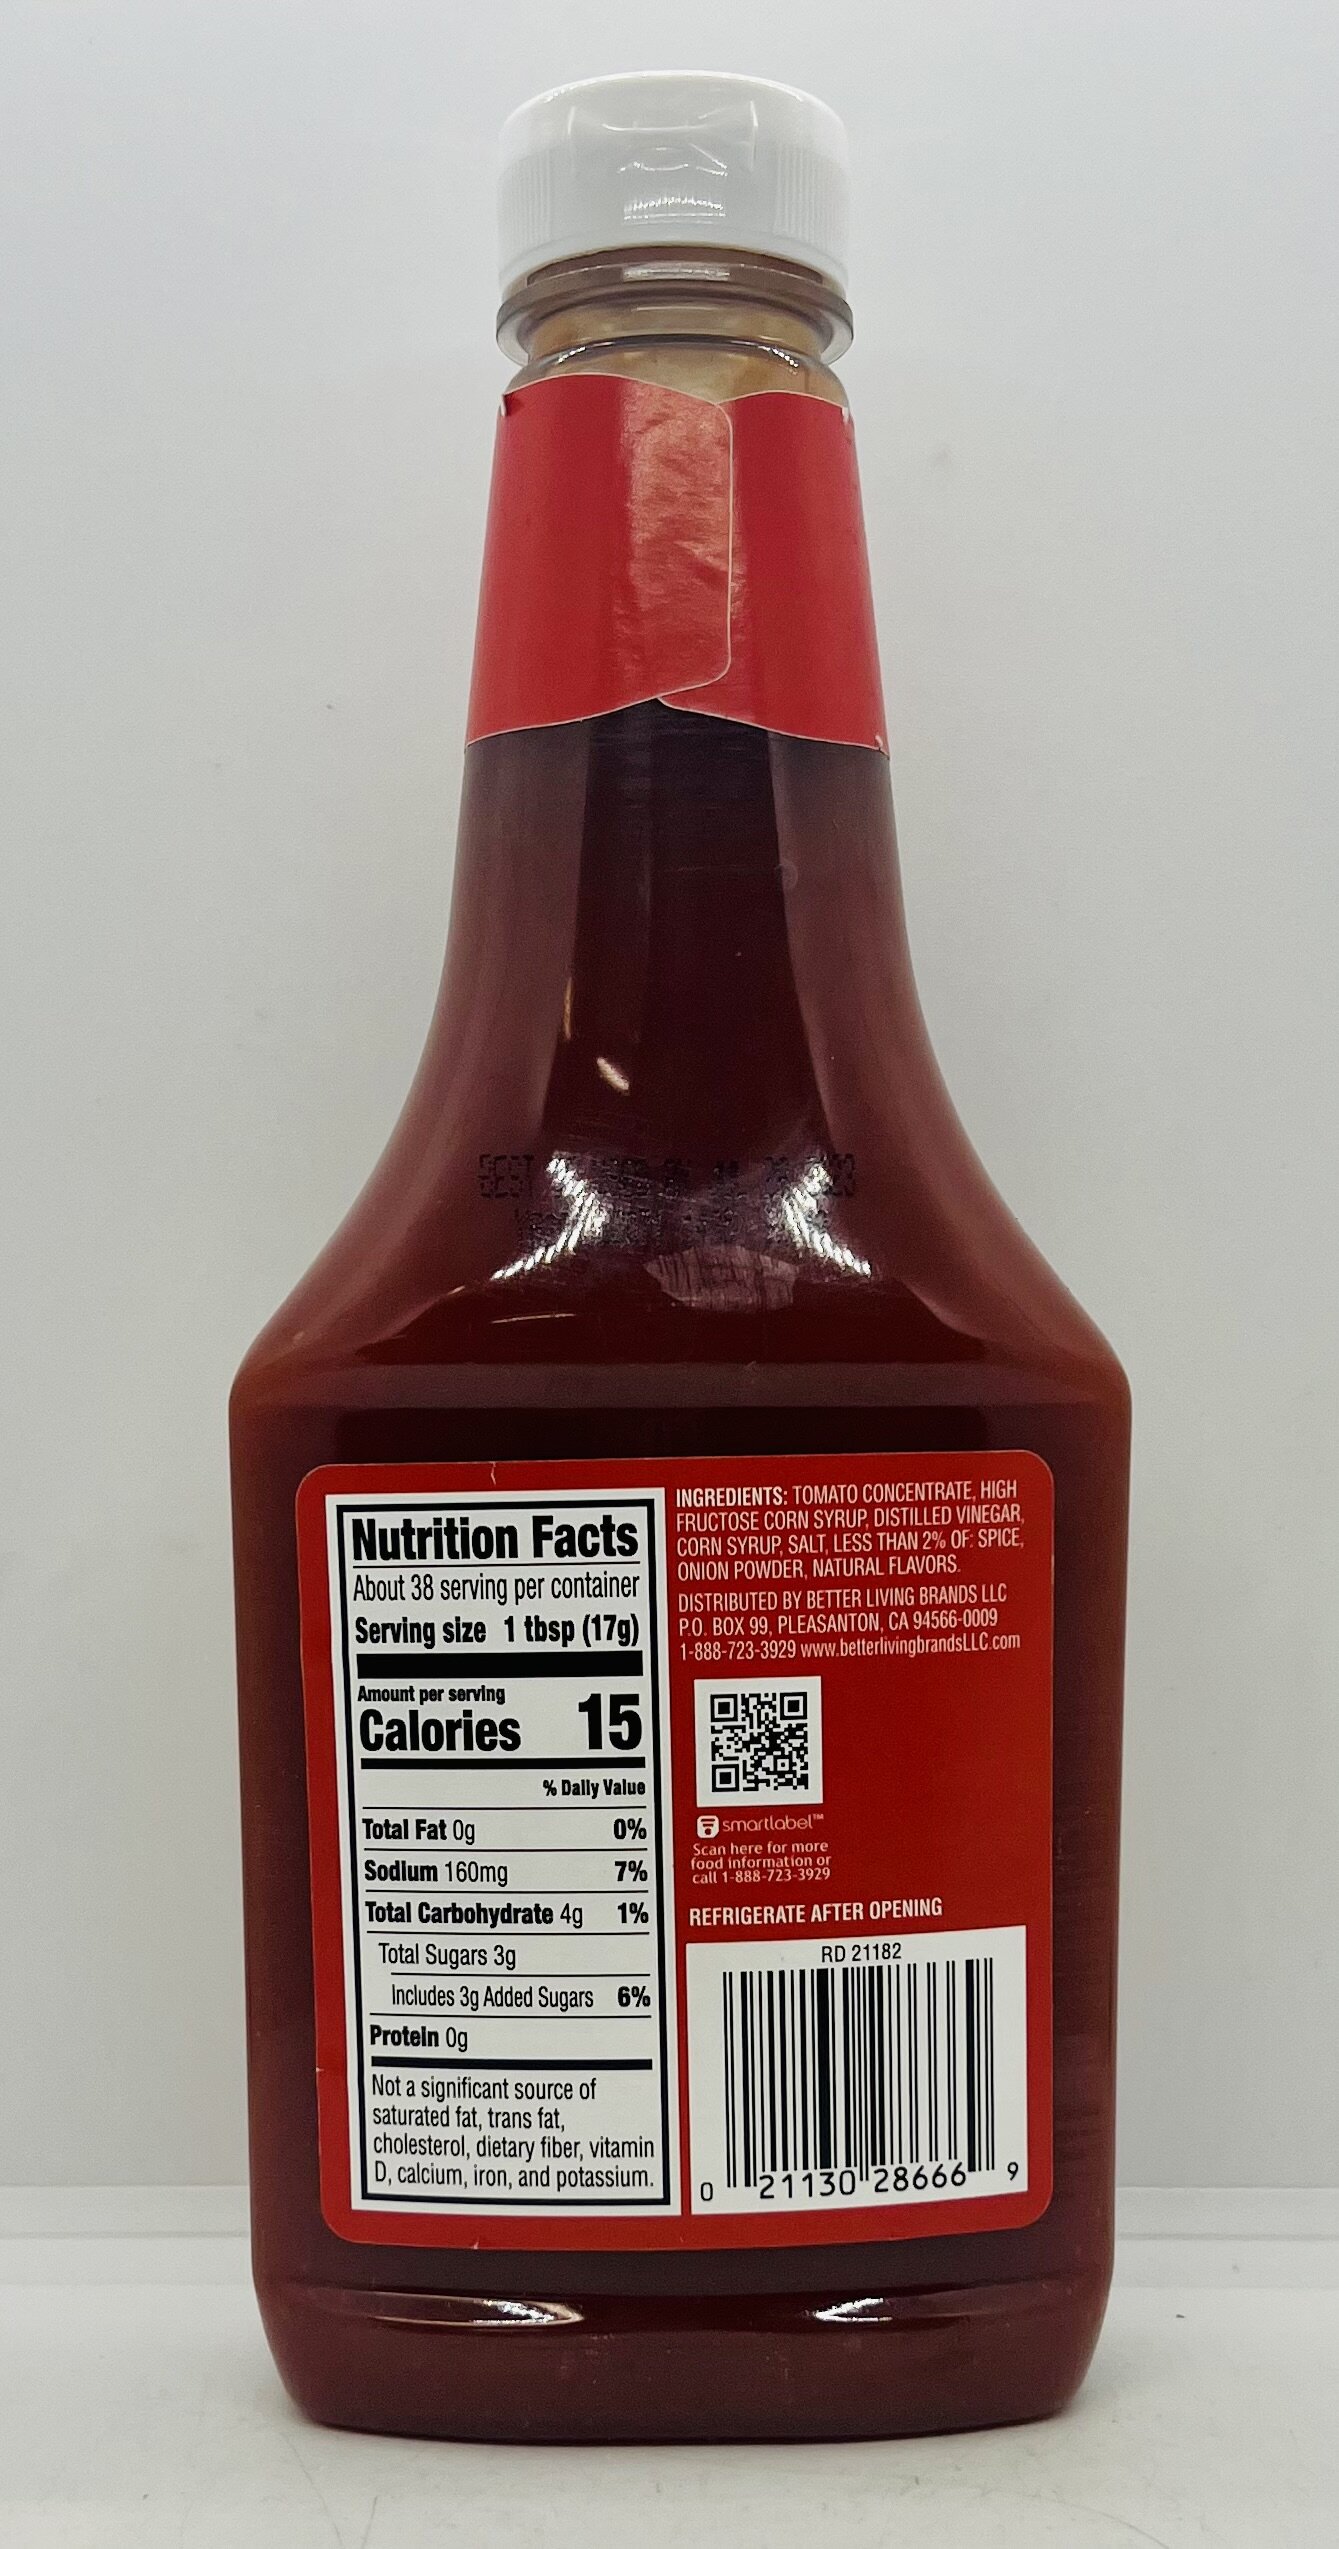 BEST
Nutrition Facts
About 38 serving per container
Serving size 1 tbsp (17g)
Amount per serving
Calories 15
% Daily Value
Total Fat 0g 0%
Sodium 160mg 7%
Total Carbohydrate 4g 1%
Total Sugars 3g
Includes 3g Added Sugars 6%
Protein 0g
Not a significant source of
saturated fat, trans fat,
cholesterol, dietary fiber, vitamin
D, calcium, iron, and potassium.
INGREDIENTS: TOMATO CONCENTRATE, HIGH
FRUCTOSE CORN SYRUP, DISTILLED VINEGAR,
CORN SYRUP, SALT, LESS THAN 2% OF: SPICE,
ONION POWDER, NATURAL FLAVORS.
DISTRIBUTED BY BETTER LIVING BRANDS LLC
P.O. BOX 99, PLEASANTON, CA 94566-0009
1-888-723-3929 www.betterlivingbrandsLLC.com
smartlabel™
Scan here for more
food information or
call 1-888-723-3929
REFRIGERATE AFTER OPENING
RD 21182
0 21130 28666 9